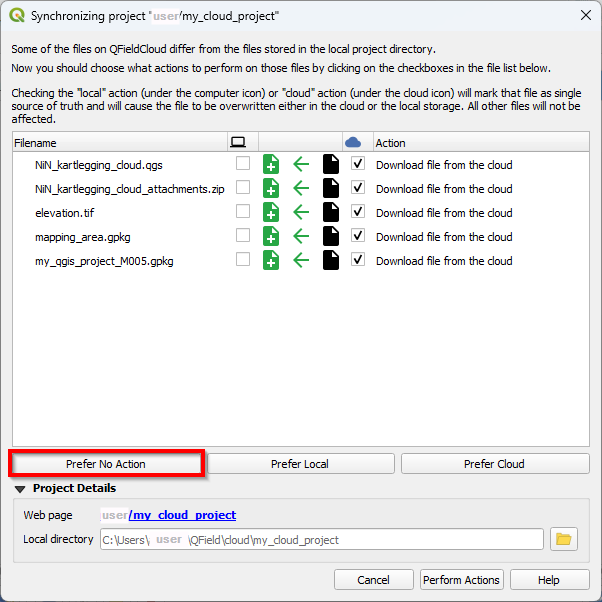 Synchronizing project "user/my_cloud_project"
Some of the files on QFieldCloud differ from the files stored in the local project directory.
Now you should choose what actions to perform on those files by clicking on the checkboxes in the file list below.
Checking the "local" action (under the computer icon) or "cloud" action (under the cloud icon) will mark that file as single
source of truth and will cause the file to be overwritten either in the cloud or the local storage. All other files will not be
affected.
Filename Action
NiN_kartlegging_cloud.qgs Download file from the cloud
NiN_kartlegging_cloud_attachments.zip Download file from the cloud
elevation.tif Download file from the cloud
mapping_area.gpkg Download file from the cloud
my_qgis_project_M005.gpkg Download file from the cloud
Prefer No Action Prefer Local Prefer Cloud
Project Details
Web page user/my_cloud_project
Local directory C:\Users\ user \QField\cloud\my_cloud_project
Cancel Perform Actions Help